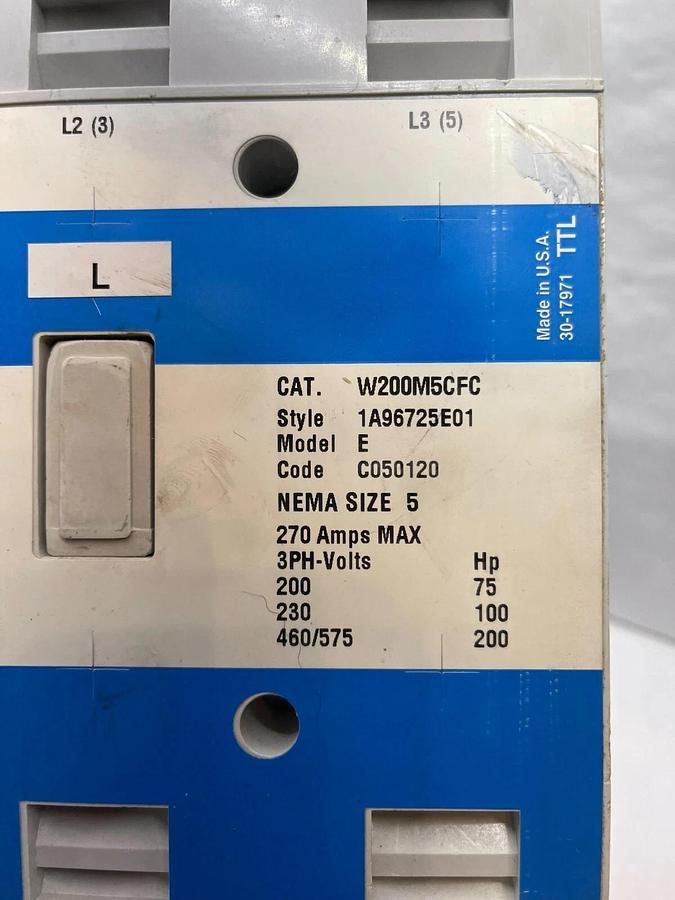 L2 (3)
L3 (5)
Made in U.S.A.
30-17971 TTL
L
CAT. W200M5CFC
Style 1A96725E01
Model E
Code C050120
NEMA SIZE 5
270 Amps MAX
3PH-Volts Hp
200 75
230 100
460/575 200